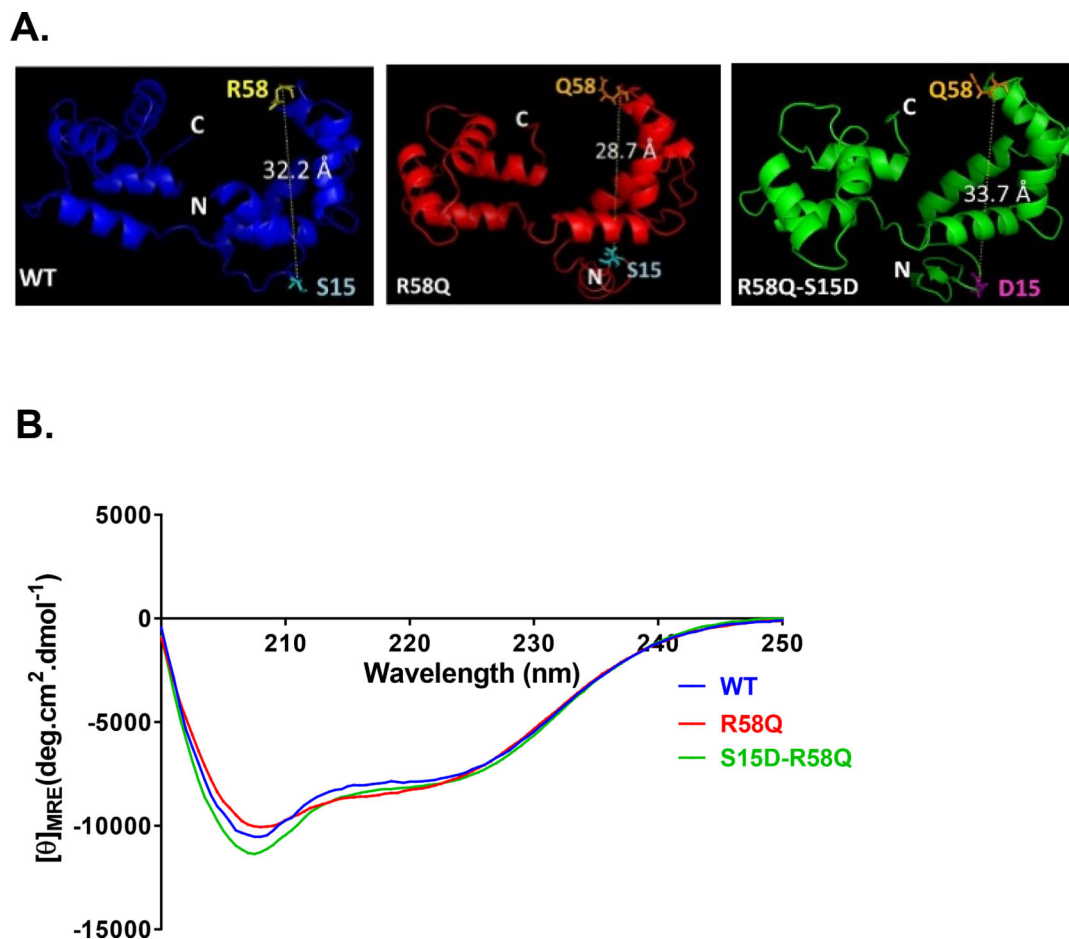 A.
R58
C
32.2 Å
N
S15
WT
Q58
C
28.7 Å
N
S15
R58Q
Q58
C
33.7 Å
N
D15
R58Q-S15D
B.
[θ]MRE(deg.cm².dmol⁻¹)
5000
0
-5000
-10000
-15000
210 220 230 240 250
Wavelength (nm)
WT
R58Q
S15D-R58Q